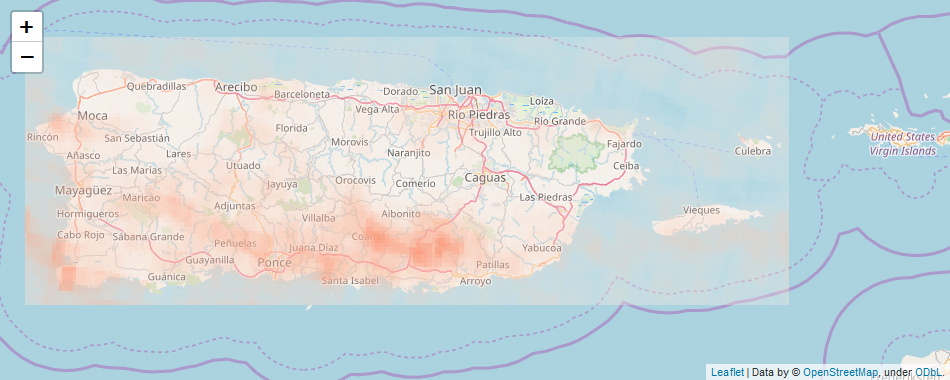 +
−
Quebradillas
Arecibo
Barceloneta
Dorado
San Juan
Loiza
Moca
Vega Alta
Río Piedras
Río Grande
Rincón
San Sebastián
Florida
Morovis
Trujillo Alto
Fajardo
United States
Virgin Islands
Añasco
Lares
Naranjito
Culebra
Las Marías
Utuado
Ceiba
Mayagüez
Jayuya
Orocovis
Comerio
Caguas
Maricao
Las Piedras
Hormigueros
Adjuntas
Villalba
Aibonito
Vieques
Cabo Rojo
Sábana Grande
Peñuelas
Juana Díaz
Coamo
Yabucoa
Guayanilla
Ponce
Patillas
Guánica
Santa Isabel
Arroyo
Leaflet | Data by © OpenStreetMap, under ODbL.